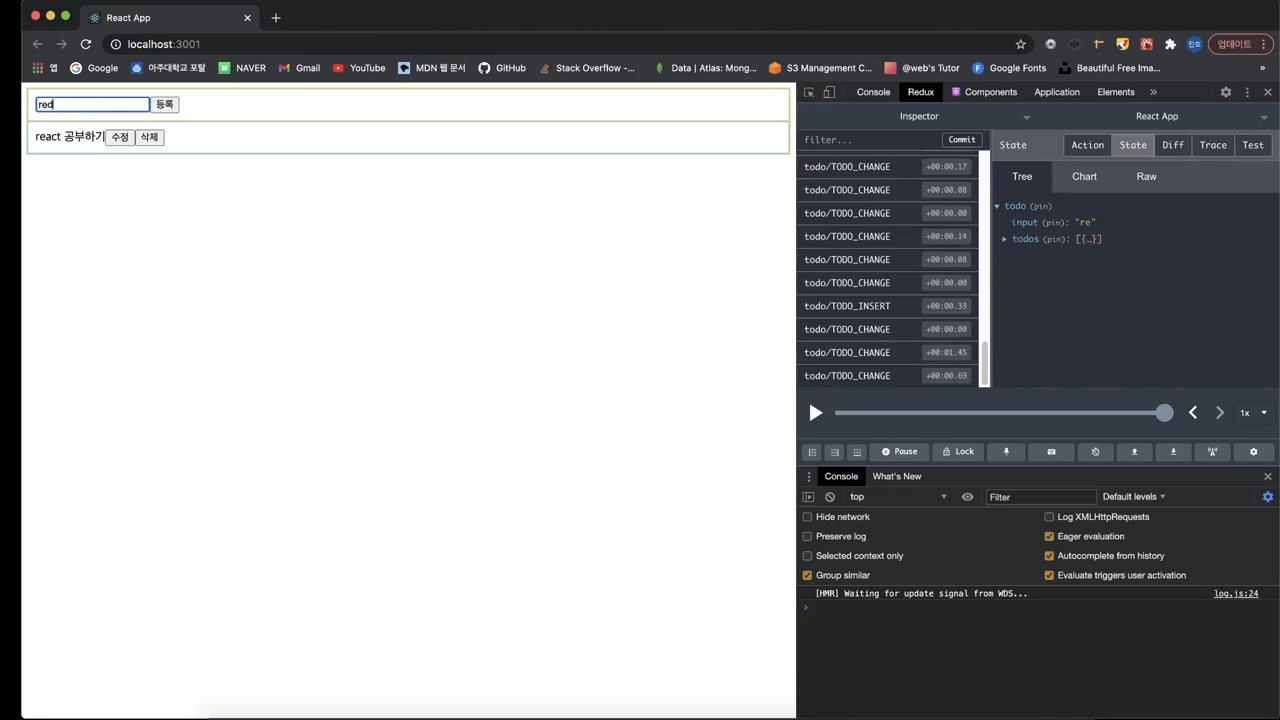 React App
localhost:3001
진호
업데이트
앱
Google
아주대학교 포탈
NAVER
YouTube
Gmail
MDN 웹 문서
GitHub
Stack Overflow -...
Data | Atlas: Mong...
S3 Management C...
@web's Tutor
Google Fonts
Beautiful Free Ima...
»
red
등록
react 공부하기
수정
삭제
Console
Redux
Components
Application
Elements
»
Inspector
React App
filter...
Commit
todo/TODO_CHANGE +00:00.17
todo/TODO_CHANGE +00:00.08
todo/TODO_CHANGE +00:00.00
todo/TODO_CHANGE +00:00.14
todo/TODO_CHANGE +00:00.08
todo/TODO_CHANGE +00:00.00
todo/TODO_INSERT +00:00.33
todo/TODO_CHANGE +00:00:00
todo/TODO_CHANGE +00:01.45
todo/TODO_CHANGE +00:00.69
State
Action
State
Diff
Trace
Test
Tree
Chart
Raw
todo (pin)
input (pin): "re"
todos (pin): [{…}]
1x
Pause
Lock
Console
What's New
top
Filter
Default levels
Hide network
Log XMLHttpRequests
Preserve log
Eager evaluation
Selected context only
Autocomplete from history
Group similar
Evaluate triggers user activation
[HMR] Waiting for update signal from WDS...
log.js:24